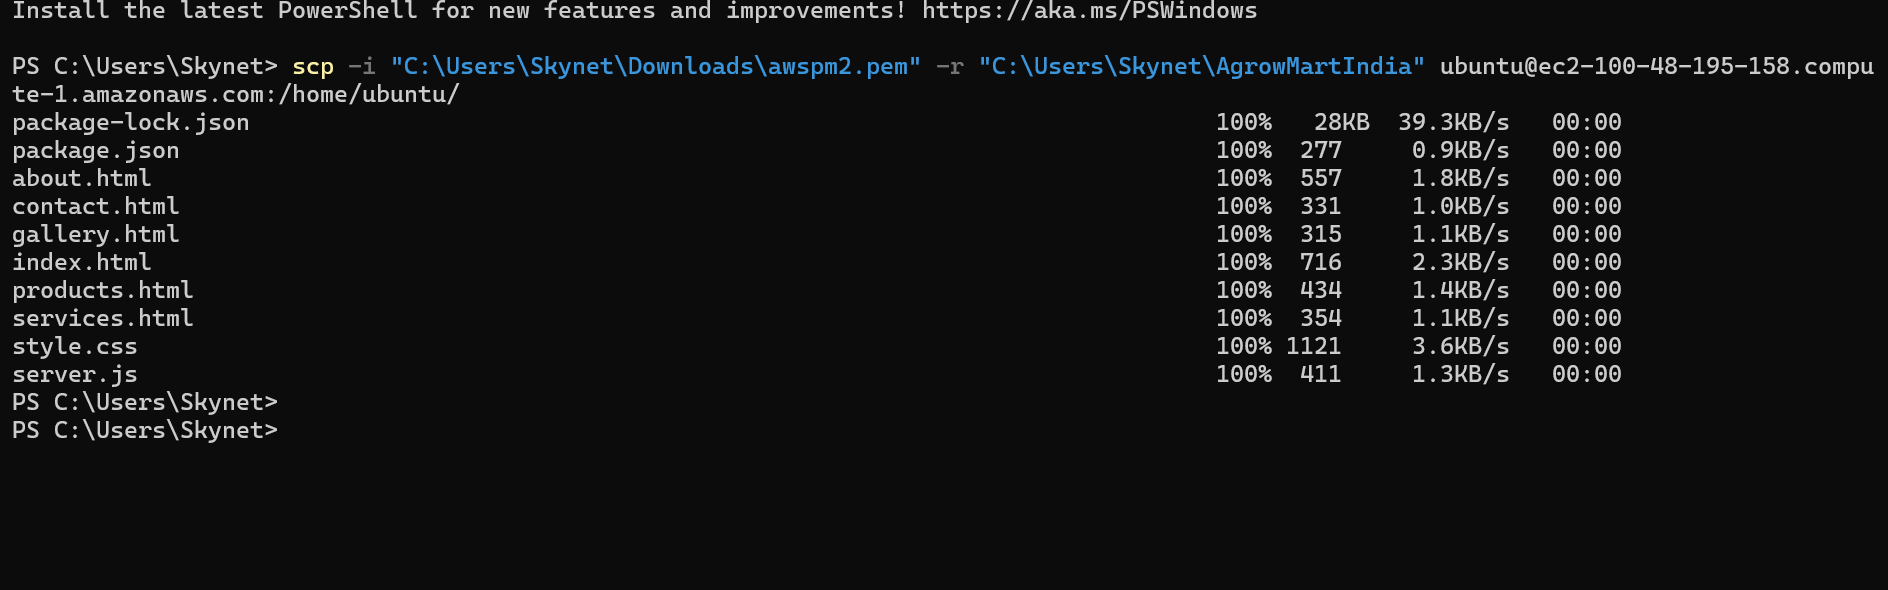 Install the latest PowerShell for new features and improvements! https://aka.ms/PSWindows
PS C:\Users\Skynet> scp -i "C:\Users\Skynet\Downloads\awspm2.pem" -r "C:\Users\Skynet\AgrowMartIndia" ubuntu@ec2-100-48-195-158.compu
te-1.amazonaws.com:/home/ubuntu/
package-lock.json 100% 28KB 39.3KB/s 00:00
package.json 100% 277 0.9KB/s 00:00
about.html 100% 557 1.8KB/s 00:00
contact.html 100% 331 1.0KB/s 00:00
gallery.html 100% 315 1.1KB/s 00:00
index.html 100% 716 2.3KB/s 00:00
products.html 100% 434 1.4KB/s 00:00
services.html 100% 354 1.1KB/s 00:00
style.css 100% 1121 3.6KB/s 00:00
server.js 100% 411 1.3KB/s 00:00
PS C:\Users\Skynet>
PS C:\Users\Skynet>